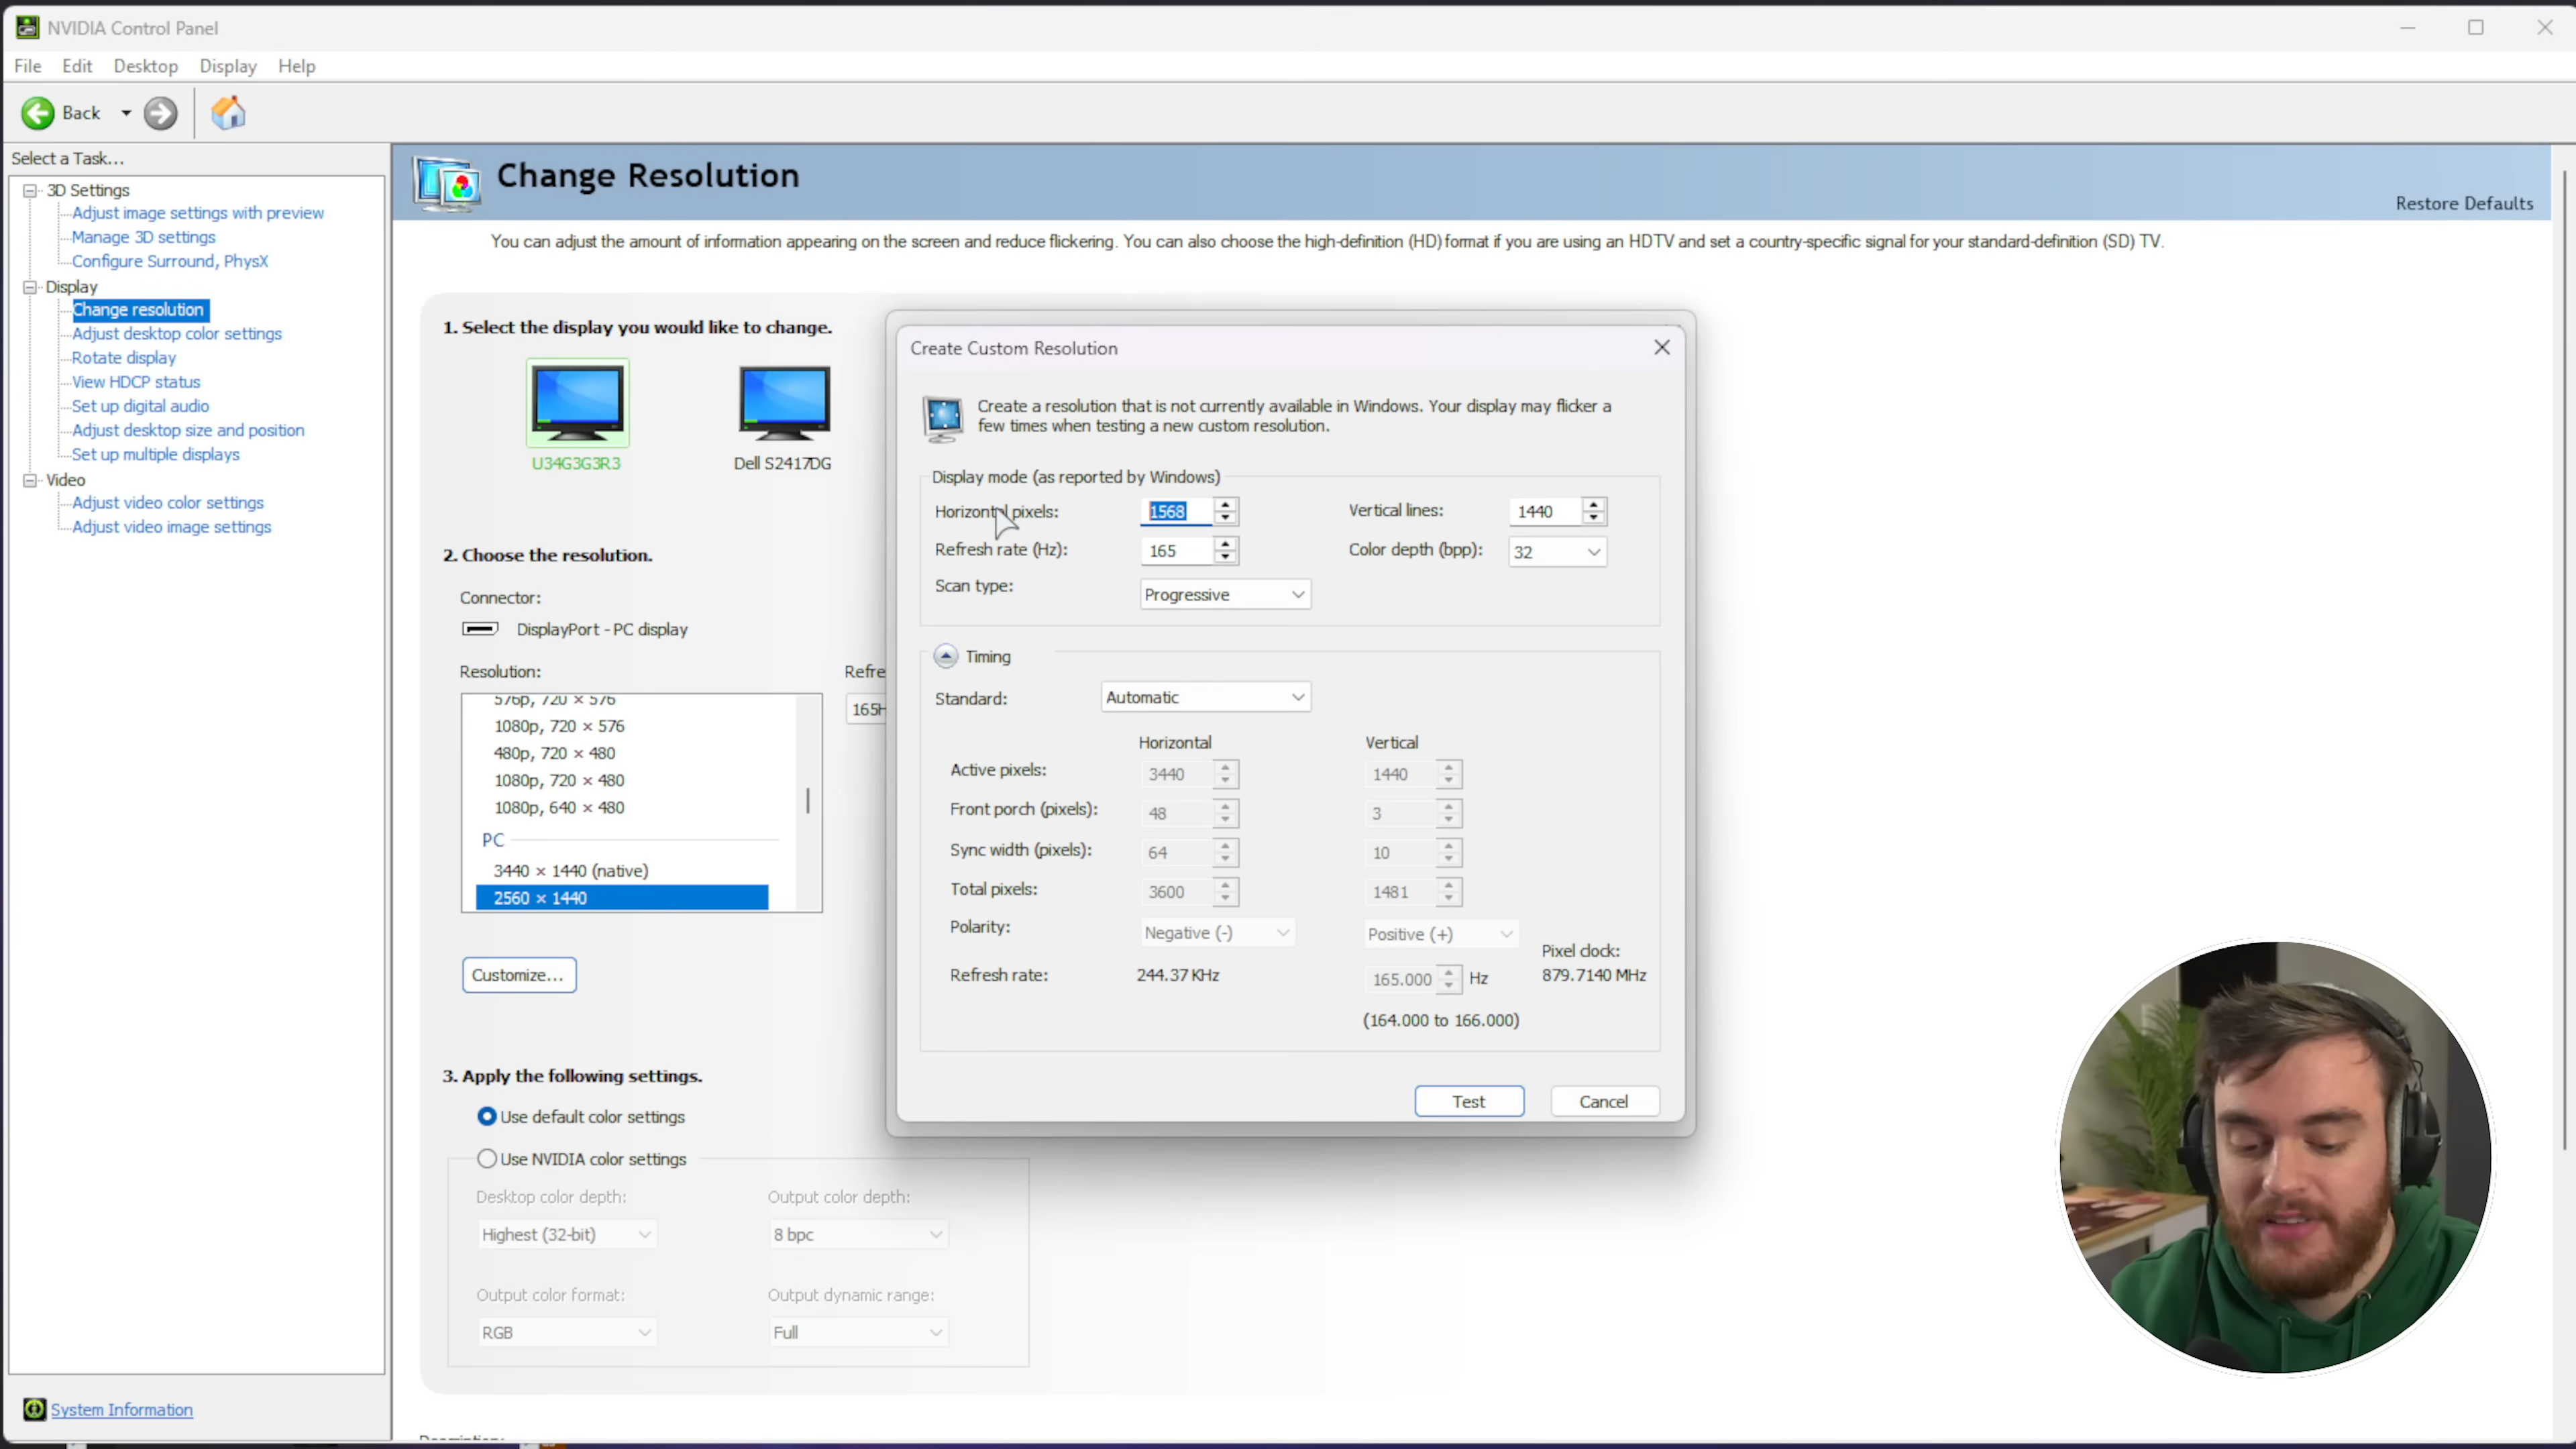 NVIDIA Control Panel
File Edit Desktop Display Help
Back
Select a Task...
3D Settings
Adjust image settings with preview
Manage 3D settings
Configure Surround, PhysX
Display
Change resolution
Adjust desktop color settings
Rotate display
View HDCP status
Set up digital audio
Adjust desktop size and position
Set up multiple displays
Video
Adjust video color settings
Adjust video image settings
System Information
Change Resolution
Restore Defaults
You can adjust the amount of information appearing on the screen and reduce flickering. You can also choose the high-definition (HD) format if you are using an HDTV and set a country-specific signal for your standard-definition (SD) TV.
1. Select the display you would like to change.
U34G3G3R3 Dell S2417DG
2. Choose the resolution.
Connector:
DisplayPort - PC display
Resolution: Refre
165H
576p, 720 × 576
1080p, 720 × 576
480p, 720 × 480
1080p, 720 × 480
1080p, 640 × 480
PC
3440 × 1440 (native)
2560 × 1440
Customize...
3. Apply the following settings.
Use default color settings
Use NVIDIA color settings
Desktop color depth: Output color depth:
Highest (32-bit) 8 bpc
Output color format: Output dynamic range:
RGB Full
Create Custom Resolution
Create a resolution that is not currently available in Windows. Your display may flicker a
few times when testing a new custom resolution.
Display mode (as reported by Windows)
Horizontal pixels: 1568 Vertical lines: 1440
Refresh rate (Hz): 165 Color depth (bpp): 32
Scan type: Progressive
Timing
Standard: Automatic
Horizontal Vertical
Active pixels: 3440 1440
Front porch (pixels): 48 3
Sync width (pixels): 64 10
Total pixels: 3600 1481
Polarity: Negative (-) Positive (+)
Pixel clock:
Refresh rate: 244.37 KHz 165.000 Hz 879.7140 MHz
(164.000 to 166.000)
Test Cancel